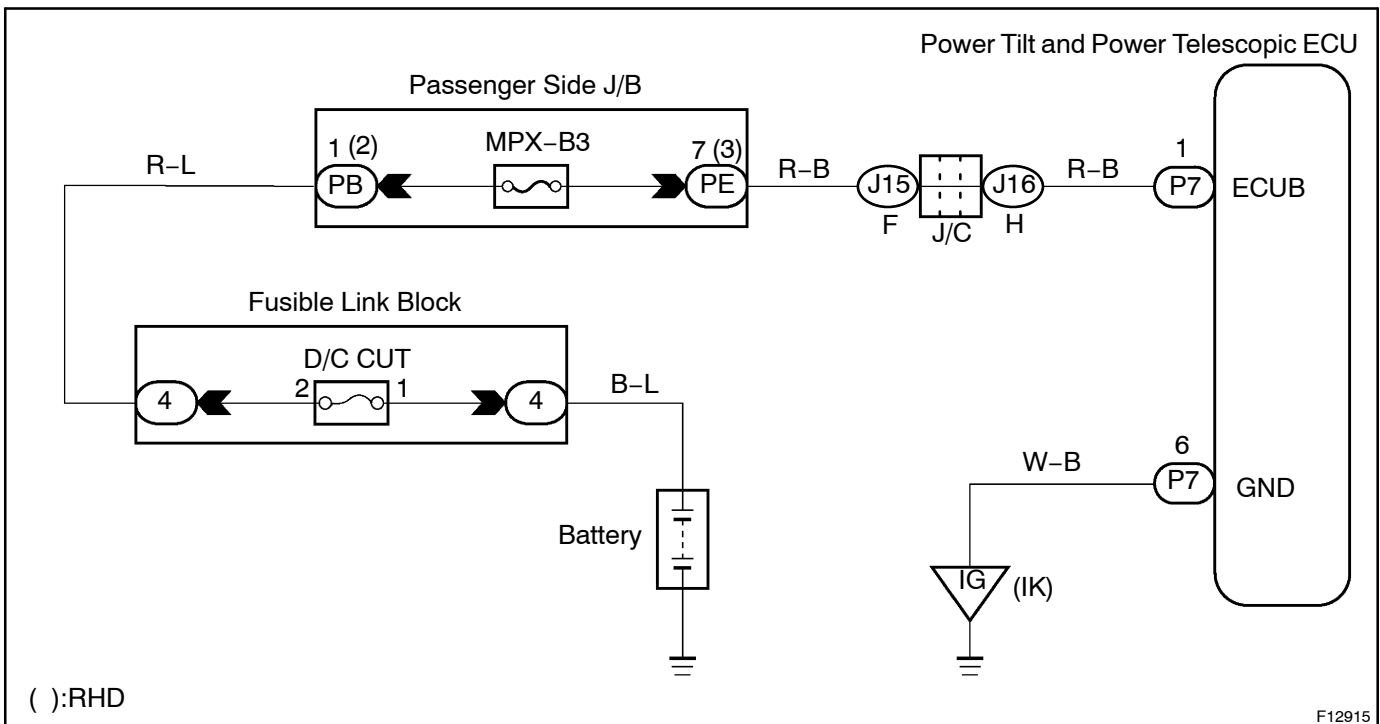 Power Tilt and Power Telescopic ECU
Passenger Side J/B
1 (2)
MPX−B3
7 (3)
R−L
PB
PE
R−B
J15
J16
R−B
1
P7
ECUB
F
J/C
H
Fusible Link Block
D/C CUT
4
2
1
4
B−L
6
W−B
P7
GND
Battery
IG
(IK)
( ):RHD
F12915